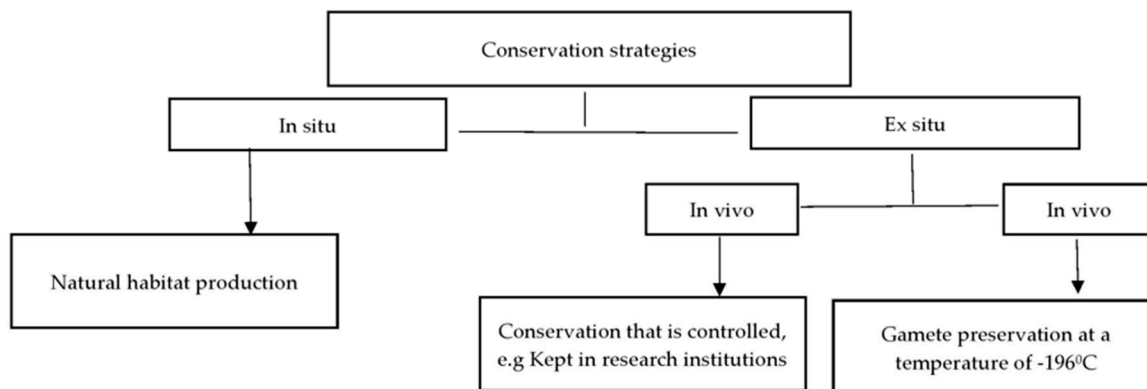 Conservation strategies
In situ
Ex situ
In vivo
In vivo
Natural habitat production
Conservation that is controlled,
e.g Kept in research institutions
Gamete preservation at a
temperature of -196⁰C